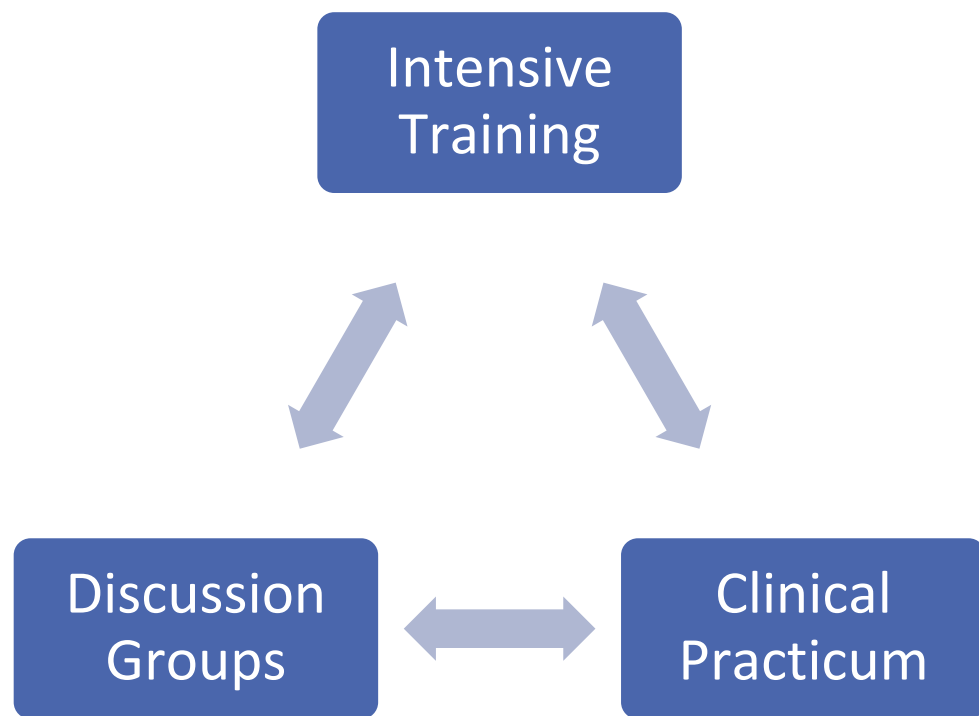 Intensive
Training
Discussion
Groups
Clinical
Practicum